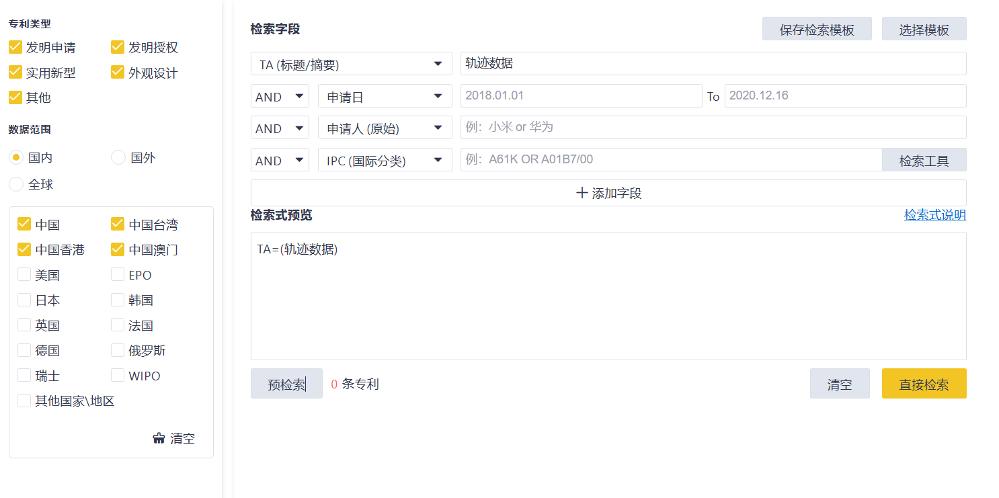 专利类型
发明申请 发明授权
实用新型 外观设计
其他
数据范围
国内 国外
全球
中国 中国台湾
中国香港 中国澳门
美国 EPO
日本 韩国
英国 法国
德国 俄罗斯
瑞士 WIPO
其他国家\地区
清空
检索字段 保存检索模板 选择模板
TA (标题/摘要) 轨迹数据
AND 申请日 2018.01.01 To 2020.12.16
AND 申请人 (原始) 例：小米 or 华为
AND IPC (国际分类) 例：A61K OR A01B7/00 检索工具
添加字段
检索式预览 检索式说明
TA=(轨迹数据)
预检索 0 条专利 清空 直接检索